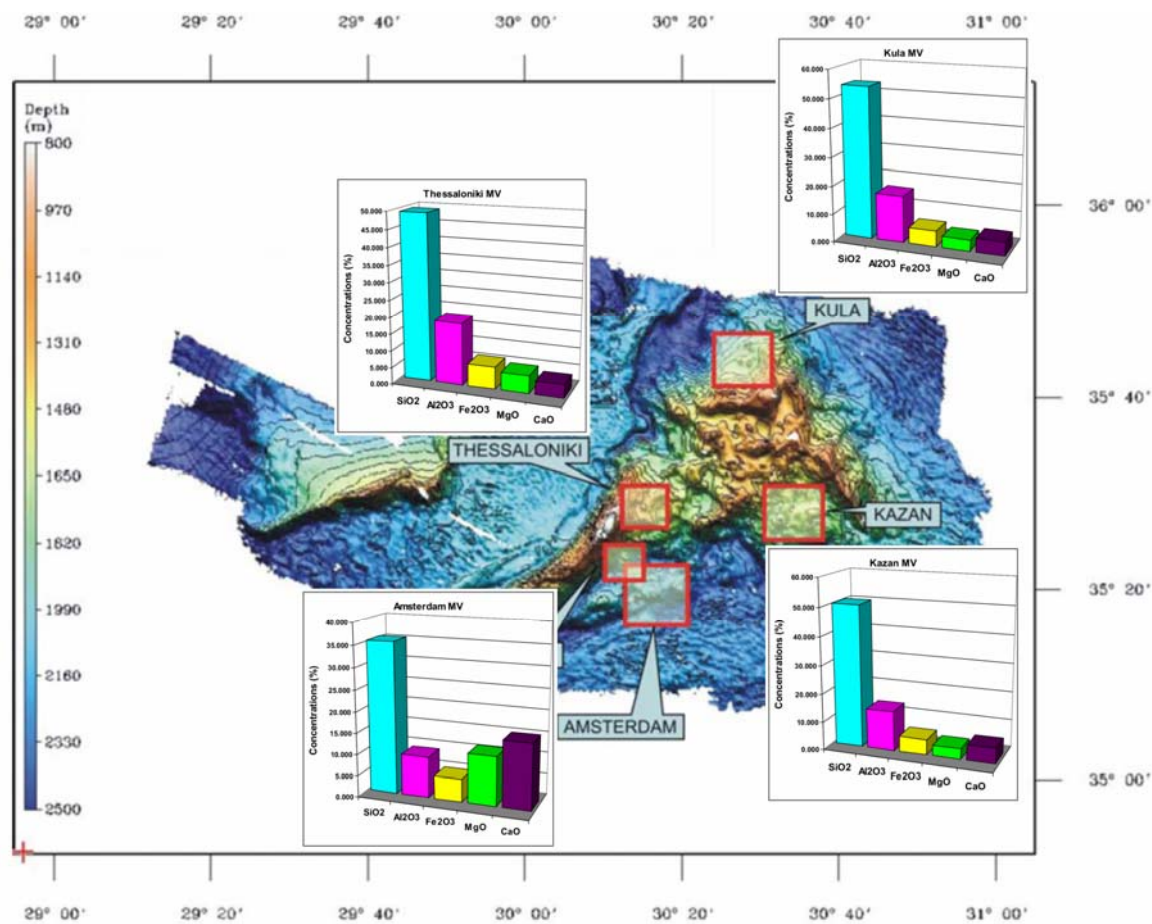 29° 00'
29° 20'
29° 40'
30° 00'
30° 20'
30° 40'
31° 00'
Depth
(m)
800
970
1140
1310
1480
1650
1820
1990
2160
2330
2500
36° 00'
35° 40'
35° 20'
35° 00'
Kula MV
Concentrations (%)
60.000
50.000
40.000
30.000
20.000
10.000
0.000
SiO2
Al2O3
Fe2O3
MgO
CaO
Thessaloniki MV
Concentrations (%)
50.000
45.000
40.000
35.000
30.000
25.000
20.000
15.000
10.000
5.000
0.000
SiO2
Al2O3
Fe2O3
MgO
CaO
KULA
THESSALONIKI
KAZAN
Kazan MV
Concentrations (%)
60.000
50.000
40.000
30.000
20.000
10.000
0.000
SiO2
Al2O3
Fe2O3
MgO
CaO
Amsterdam MV
Concentrations (%)
40.000
35.000
30.000
25.000
20.000
15.000
10.000
5.000
0.000
SiO2
Al2O3
Fe2O3
MgO
CaO
AMSTERDAM
29° 00'
29° 20'
29° 40'
30° 00'
30° 20'
30° 40'
31° 00'